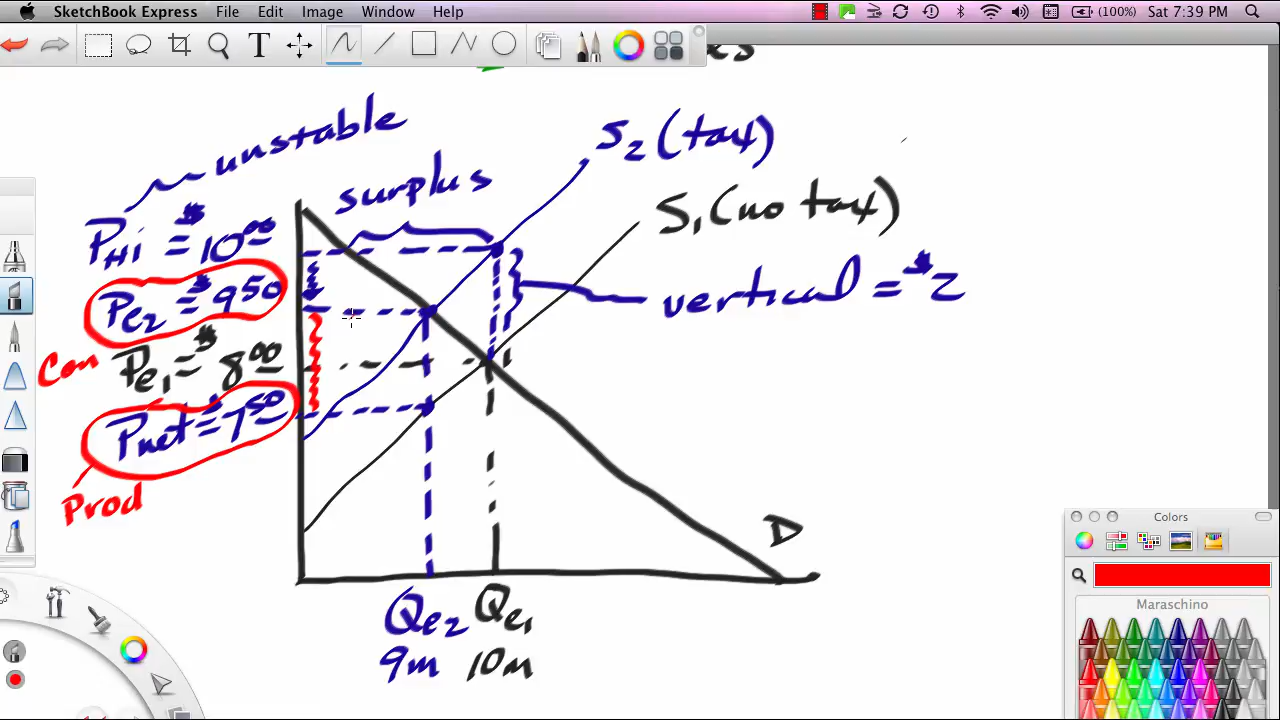 SketchBook Express File Edit Image Window Help (100%) Sat 7:39 PM
T
es
unstable
surplus
S2 (tax)
S1 (no tax)
PHi = $10.00
Pe2 = $9.50
vertical = $2
Con
Pe1 = $8.00
Pnet = $7.50
Prod
D
Qe2 Qe1
9m 10m
Colors
Maraschino